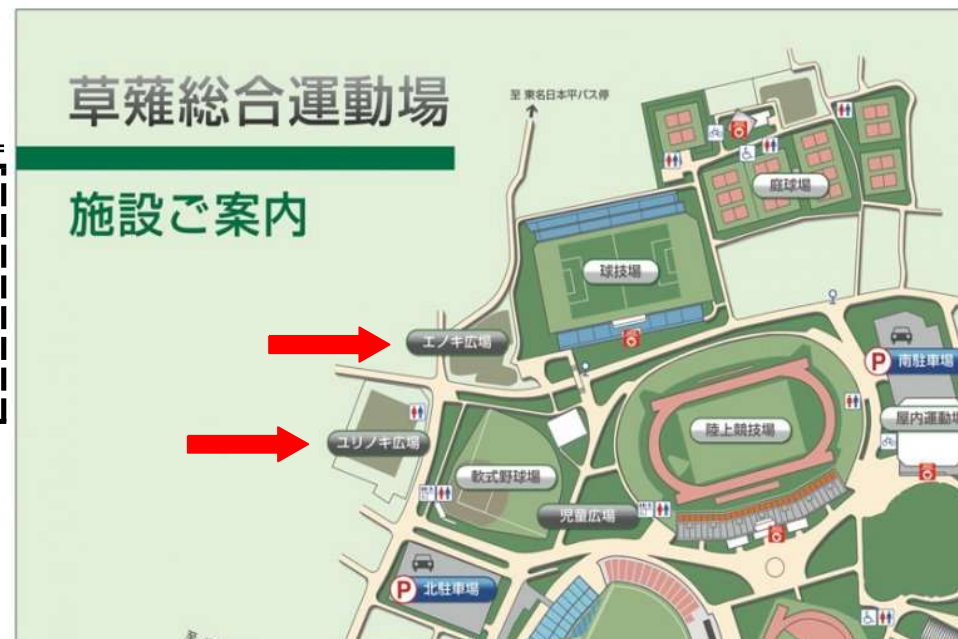 草薙総合運動場
施設ご案内
至 東名日本平バス停
庭球場
球技場
エノキ広場
P 南駐車場
ユリノキ広場
陸上競技場
屋内運動場
軟式野球場
児童広場
P 北駐車場
至